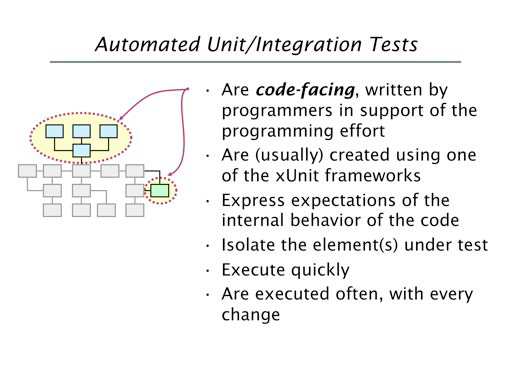 Automated Unit/Integration Tests
· Are code-facing, written by
programmers in support of the
programming effort
· Are (usually) created using one
of the xUnit frameworks
· Express expectations of the
internal behavior of the code
· Isolate the element(s) under test
· Execute quickly
· Are executed often, with every
change